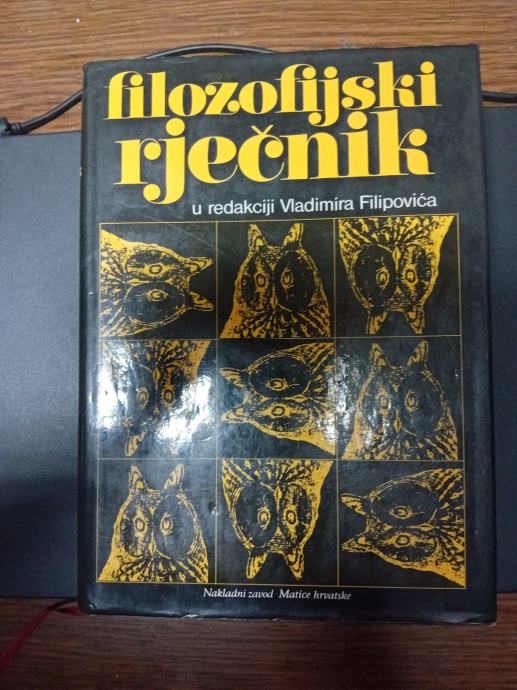 filozofijski
rječnik
u redakciji Vladimira Filipovića
Nakladni zavod Matice hrvatske